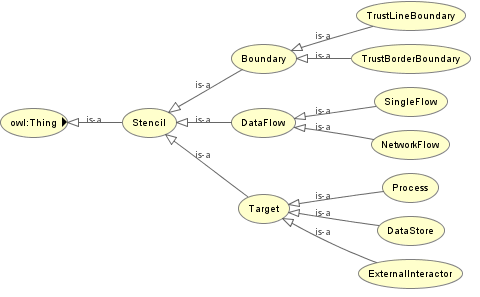 TrustLineBoundary
is-a
Boundary
is-a
TrustBorderBoundary
is-a
SingleFlow
is-a
owl:Thing
is-a
Stencil
is-a
DataFlow
is-a
NetworkFlow
is-a
Process
is-a
Target
is-a
DataStore
is-a
ExternalInteractor